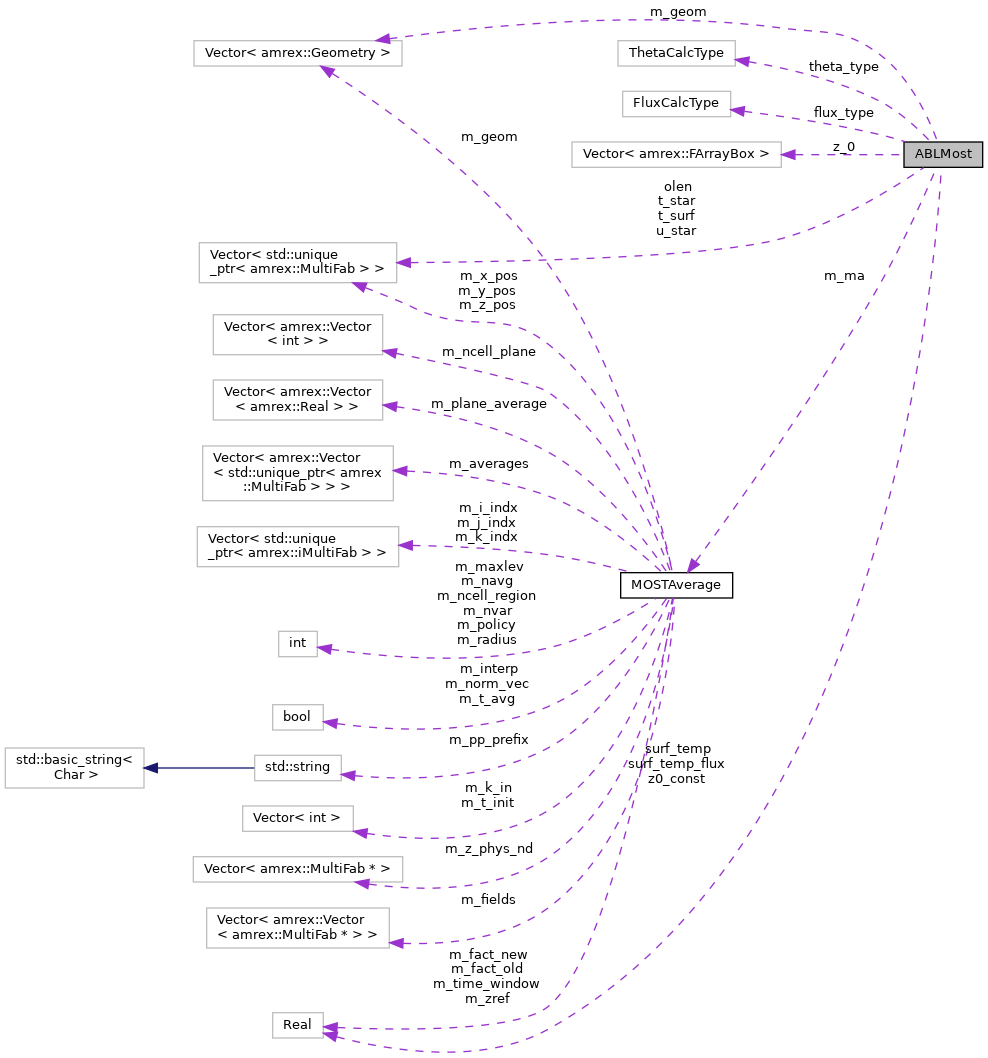 m_geom
Vector< amrex::Geometry >
ThetaCalcType
theta_type
FluxCalcType
flux_type
m_geom
Vector< amrex::FArrayBox >
z_0
ABLMost
olen
t_star
t_surf
u_star
Vector< std::unique
_ptr< amrex::MultiFab > >
m_x_pos
m_y_pos
m_z_pos
m_ma
Vector< amrex::Vector
< int > >
m_ncell_plane
Vector< amrex::Vector
< amrex::Real > >
m_plane_average
Vector< amrex::Vector
< std::unique_ptr< amrex
::MultiFab > > >
m_averages
Vector< std::unique
_ptr< amrex::iMultiFab > >
m_i_indx
m_j_indx
m_k_indx
MOSTAverage
m_maxlev
m_navg
m_ncell_region
m_nvar
m_policy
m_radius
int
m_interp
m_norm_vec
m_t_avg
bool
m_pp_prefix
std::basic_string<
Char >
std::string
surf_temp
surf_temp_flux
z0_const
m_k_in
m_t_init
Vector< int >
m_z_phys_nd
Vector< amrex::MultiFab * >
m_fields
Vector< amrex::Vector
< amrex::MultiFab * > >
m_fact_new
m_fact_old
m_time_window
m_zref
Real